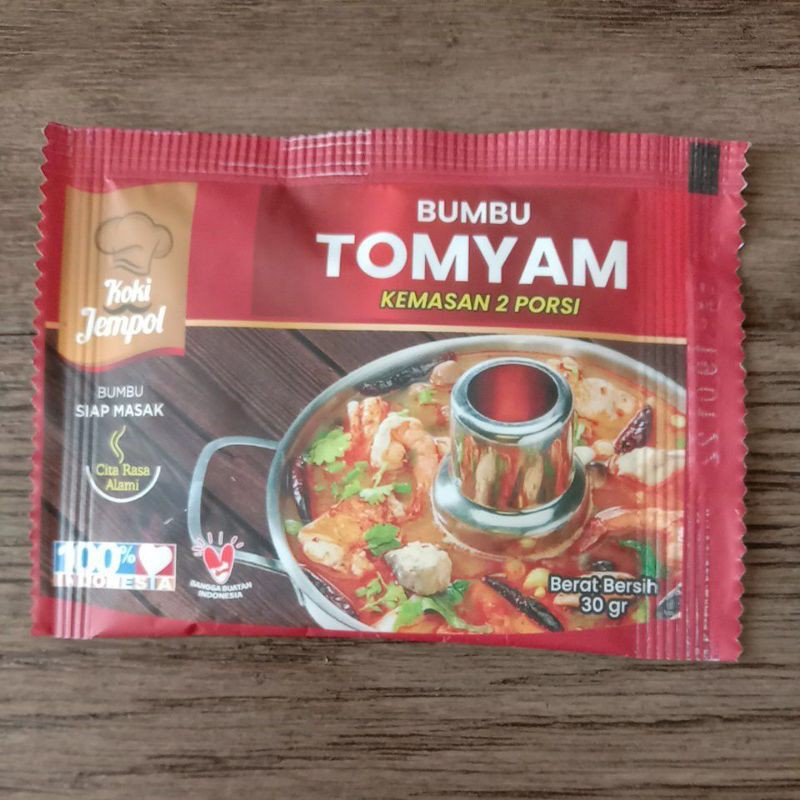 BUMBU
TOMYAM
KEMASAN 2 PORSI
Koki
Jempol
BUMBU
SIAP MASAK
Cita Rasa
Alami
100%
INDONESIA
BANGGA BUATAN
INDONESIA
Berat Bersih
30 gr